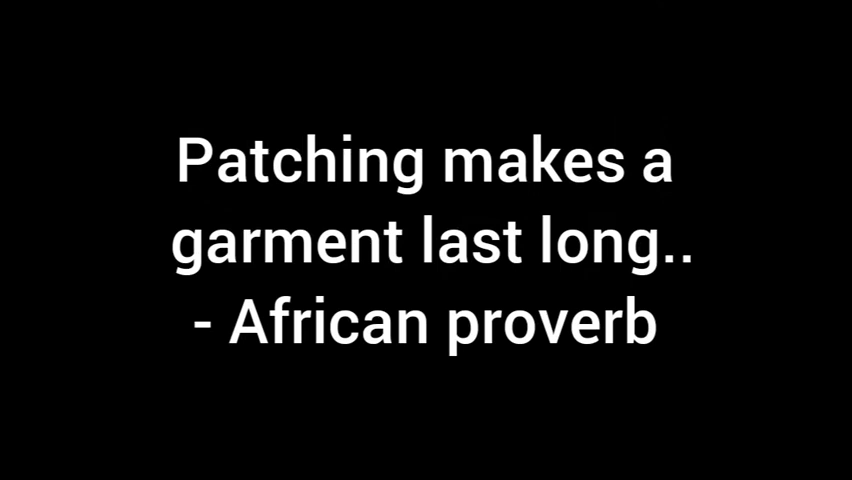 Patching makes a
garment last long..
- African proverb